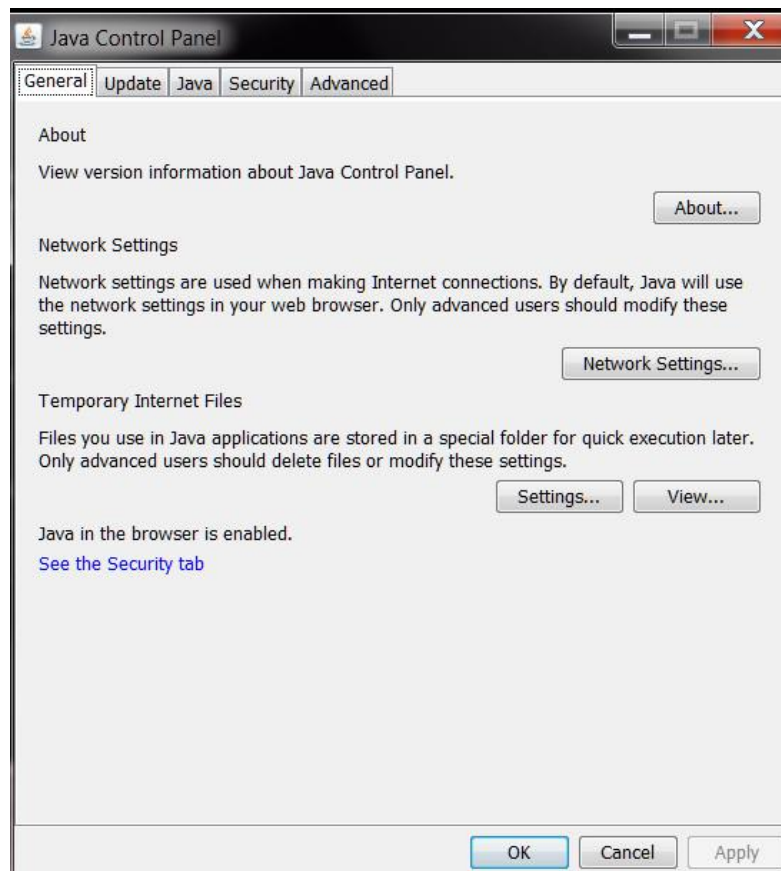 Java Control Panel
General Update Java Security Advanced
About
View version information about Java Control Panel.
About...
Network Settings
Network settings are used when making Internet connections. By default, Java will use
the network settings in your web browser. Only advanced users should modify these
settings.
Network Settings...
Temporary Internet Files
Files you use in Java applications are stored in a special folder for quick execution later.
Only advanced users should delete files or modify these settings.
Settings... View...
Java in the browser is enabled.
See the Security tab
OK Cancel Apply